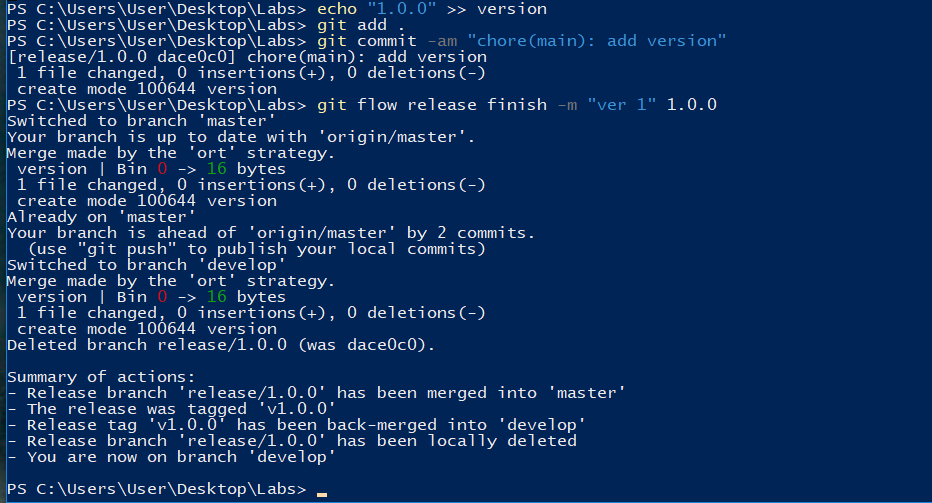 PS C:\Users\User\Desktop\Labs> echo "1.0.0" >> version
PS C:\Users\User\Desktop\Labs> git add .
PS C:\Users\User\Desktop\Labs> git commit -am "chore(main): add version"
[release/1.0.0 dace0c0] chore(main): add version
 1 file changed, 0 insertions(+), 0 deletions(-)
 create mode 100644 version
PS C:\Users\User\Desktop\Labs> git flow release finish -m "ver 1" 1.0.0
Switched to branch 'master'
Your branch is up to date with 'origin/master'.
Merge made by the 'ort' strategy.
 version | Bin 0 -> 16 bytes
 1 file changed, 0 insertions(+), 0 deletions(-)
 create mode 100644 version
Already on 'master'
Your branch is ahead of 'origin/master' by 2 commits.
  (use "git push" to publish your local commits)
Switched to branch 'develop'
Merge made by the 'ort' strategy.
 version | Bin 0 -> 16 bytes
 1 file changed, 0 insertions(+), 0 deletions(-)
 create mode 100644 version
Deleted branch release/1.0.0 (was dace0c0).

Summary of actions:
- Release branch 'release/1.0.0' has been merged into 'master'
- The release was tagged 'v1.0.0'
- Release tag 'v1.0.0' has been back-merged into 'develop'
- Release branch 'release/1.0.0' has been locally deleted
- You are now on branch 'develop'

PS C:\Users\User\Desktop\Labs>